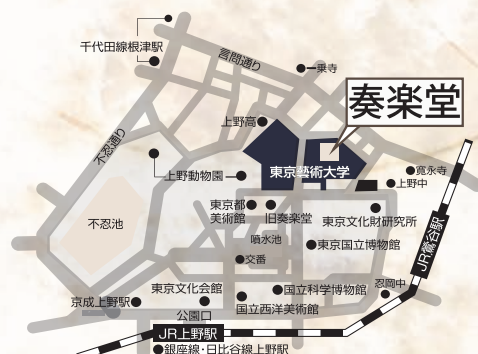 千代田線根津駅
言問通り
一乗寺
奏楽堂
上野高
不忍通り
東京藝術大学
寛永寺
上野動物園
上野中
東京都
美術館
旧奏楽堂
東京文化財研究所
不忍池
噴水池
東京国立博物館
JR鶯谷駅
交番
東京文化会館
国立科学博物館
忍岡中
京成上野駅
公園口
国立西洋美術館
JR上野駅
銀座線・日比谷線上野駅